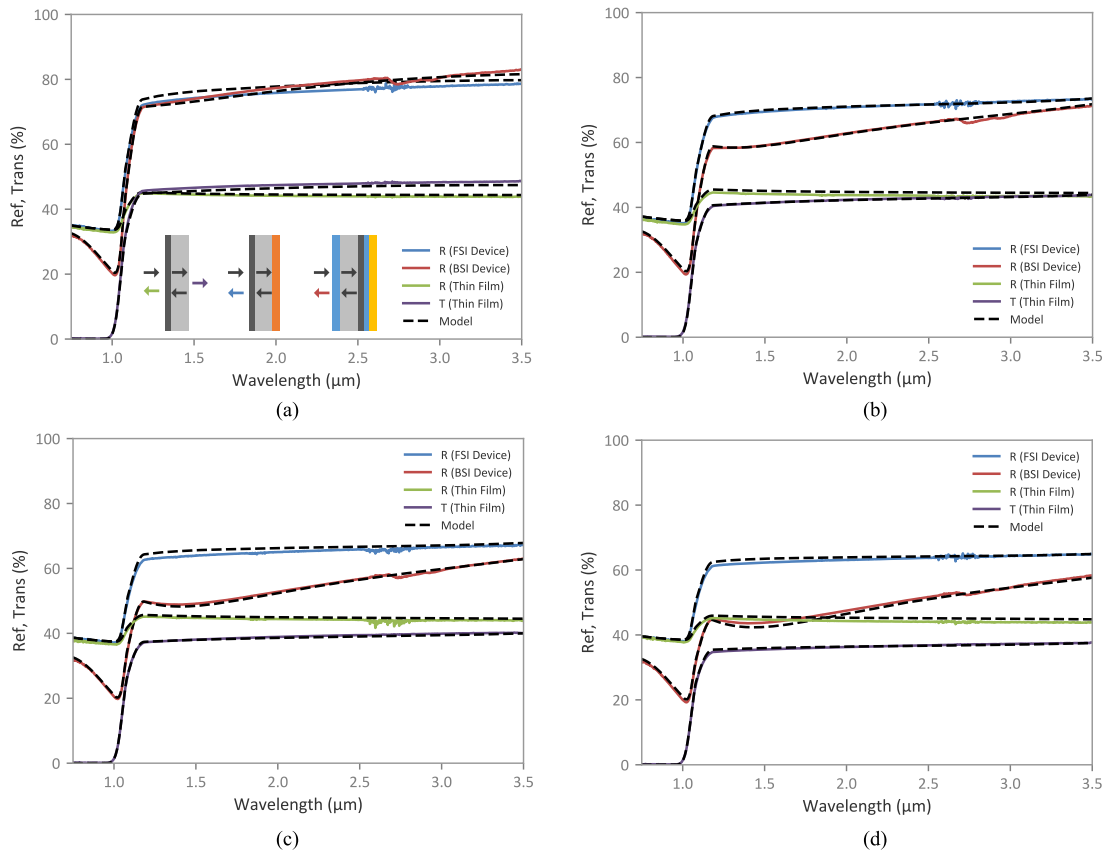 100
80
60
40
20
0
Ref, Trans (%)
R (FSI Device)
R (BSI Device)
R (Thin Film)
T (Thin Film)
Model
1.0 1.5 2.0 2.5 3.0 3.5
Wavelength (μm)
(a)
100
80
60
40
20
0
Ref, Trans (%)
R (FSI Device)
R (BSI Device)
R (Thin Film)
T (Thin Film)
Model
1.0 1.5 2.0 2.5 3.0 3.5
Wavelength (μm)
(b)
100
80
60
40
20
0
Ref, Trans (%)
R (FSI Device)
R (BSI Device)
R (Thin Film)
T (Thin Film)
Model
1.0 1.5 2.0 2.5 3.0 3.5
Wavelength (μm)
(c)
100
80
60
40
20
0
Ref, Trans (%)
R (FSI Device)
R (BSI Device)
R (Thin Film)
T (Thin Film)
Model
1.0 1.5 2.0 2.5 3.0 3.5
Wavelength (μm)
(d)